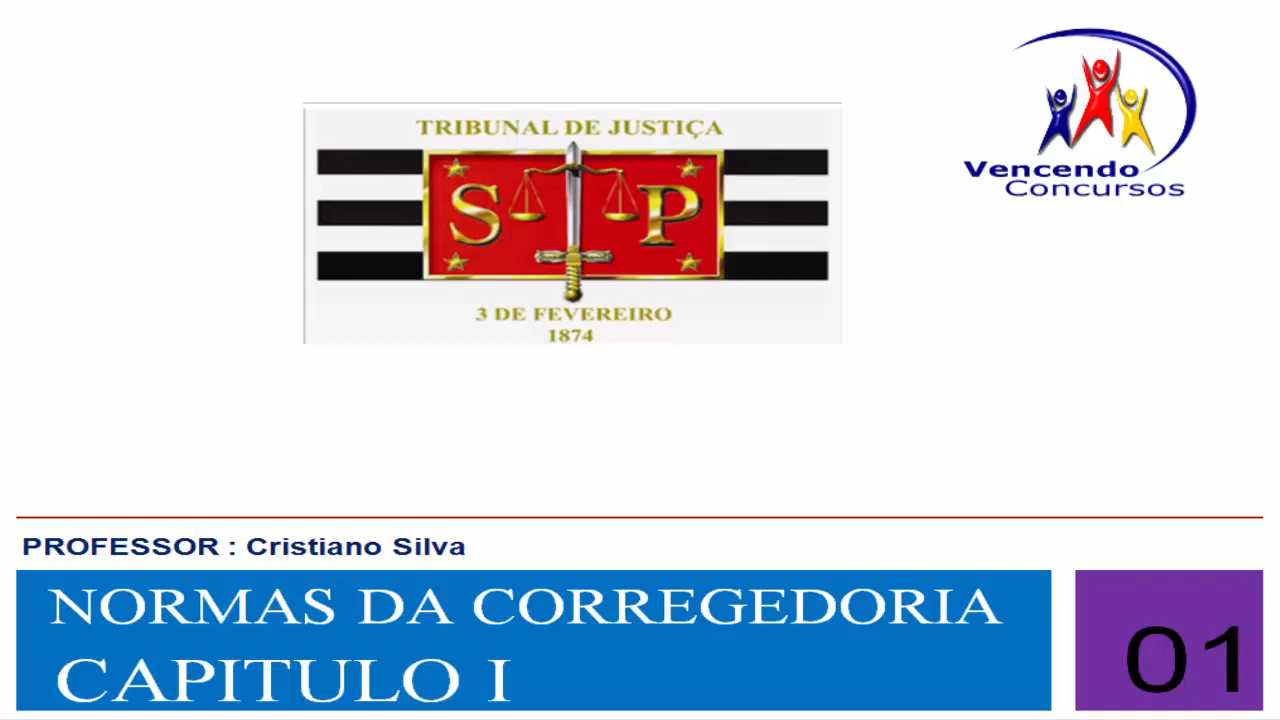 TRIBUNAL DE JUSTIÇA
S P
3 DE FEVEREIRO
1874
Vencendo
Concursos
PROFESSOR : Cristiano Silva
NORMAS DA CORREGEDORIA
CAPITULO I
01